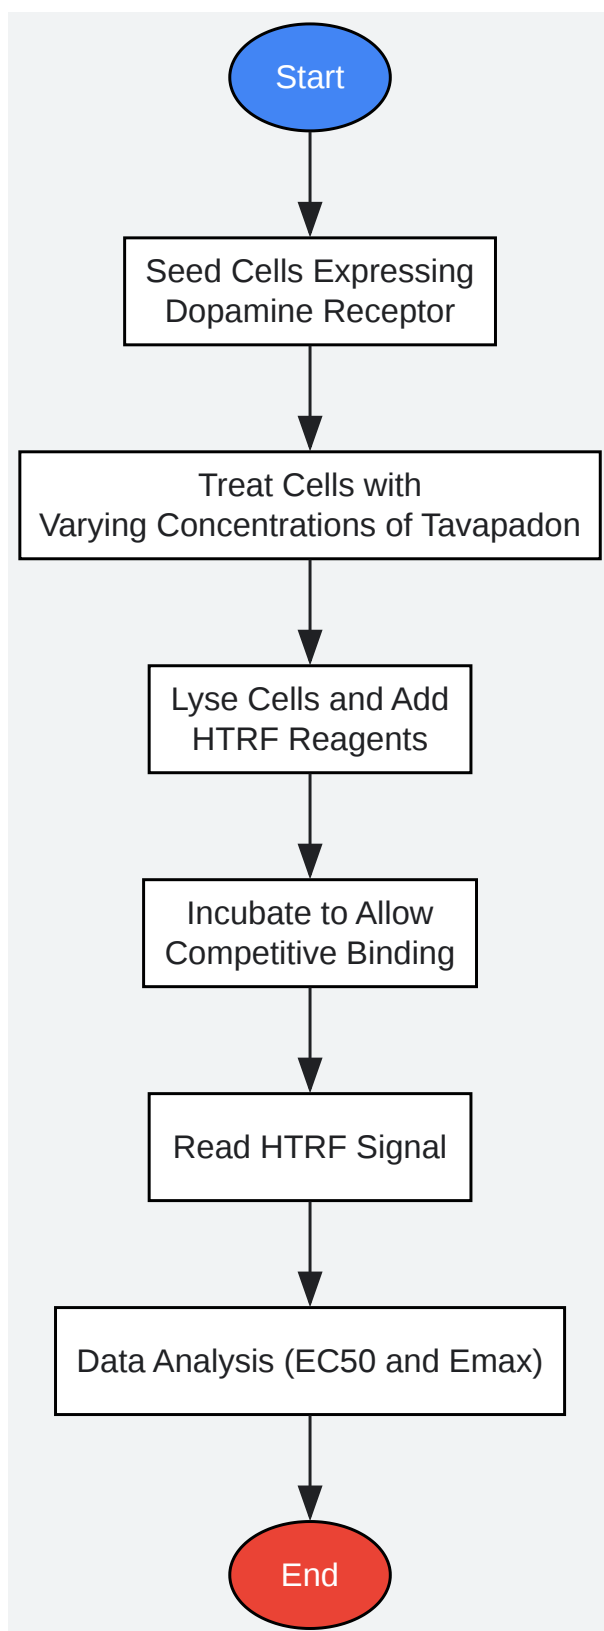 Start
Seed Cells Expressing
Dopamine Receptor
Treat Cells with
Varying Concentrations of Tavapadon
Lyse Cells and Add
HTRF Reagents
Incubate to Allow
Competitive Binding
Read HTRF Signal
Data Analysis (EC50 and Emax)
End